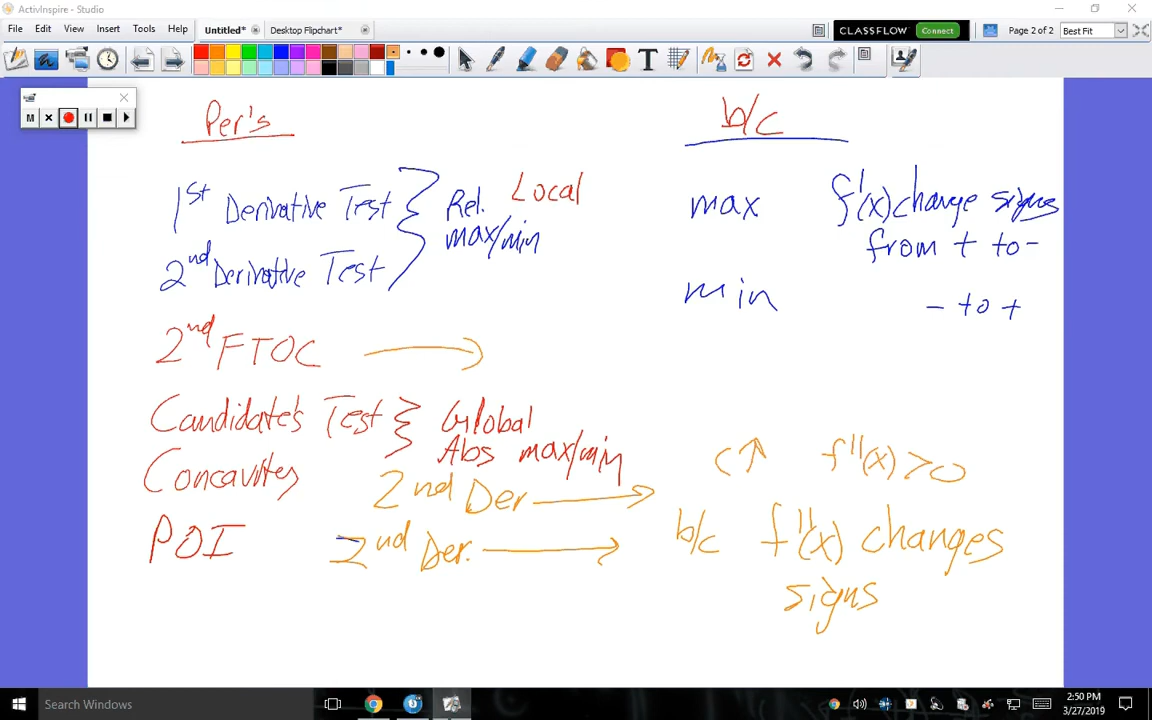 ActivInspire - Studio
File Edit View Insert Tools Help Untitled* Desktop Flipchart* CLASSFLOW Connect Page 2 of 2 Best Fit
M
Per's b/c
1st Derivative Test Rel. Local max f'(x) change signs
max/min from + to -
2nd Derivative Test
min - to +
2nd FTOC
Candidate's Test Global
Abs max/min
Concavity 2nd Der C↑ f''(x) > 0
POI 2nd Der. b/c f''(x) changes
signs
Search Windows 2:50 PM
3/27/2019